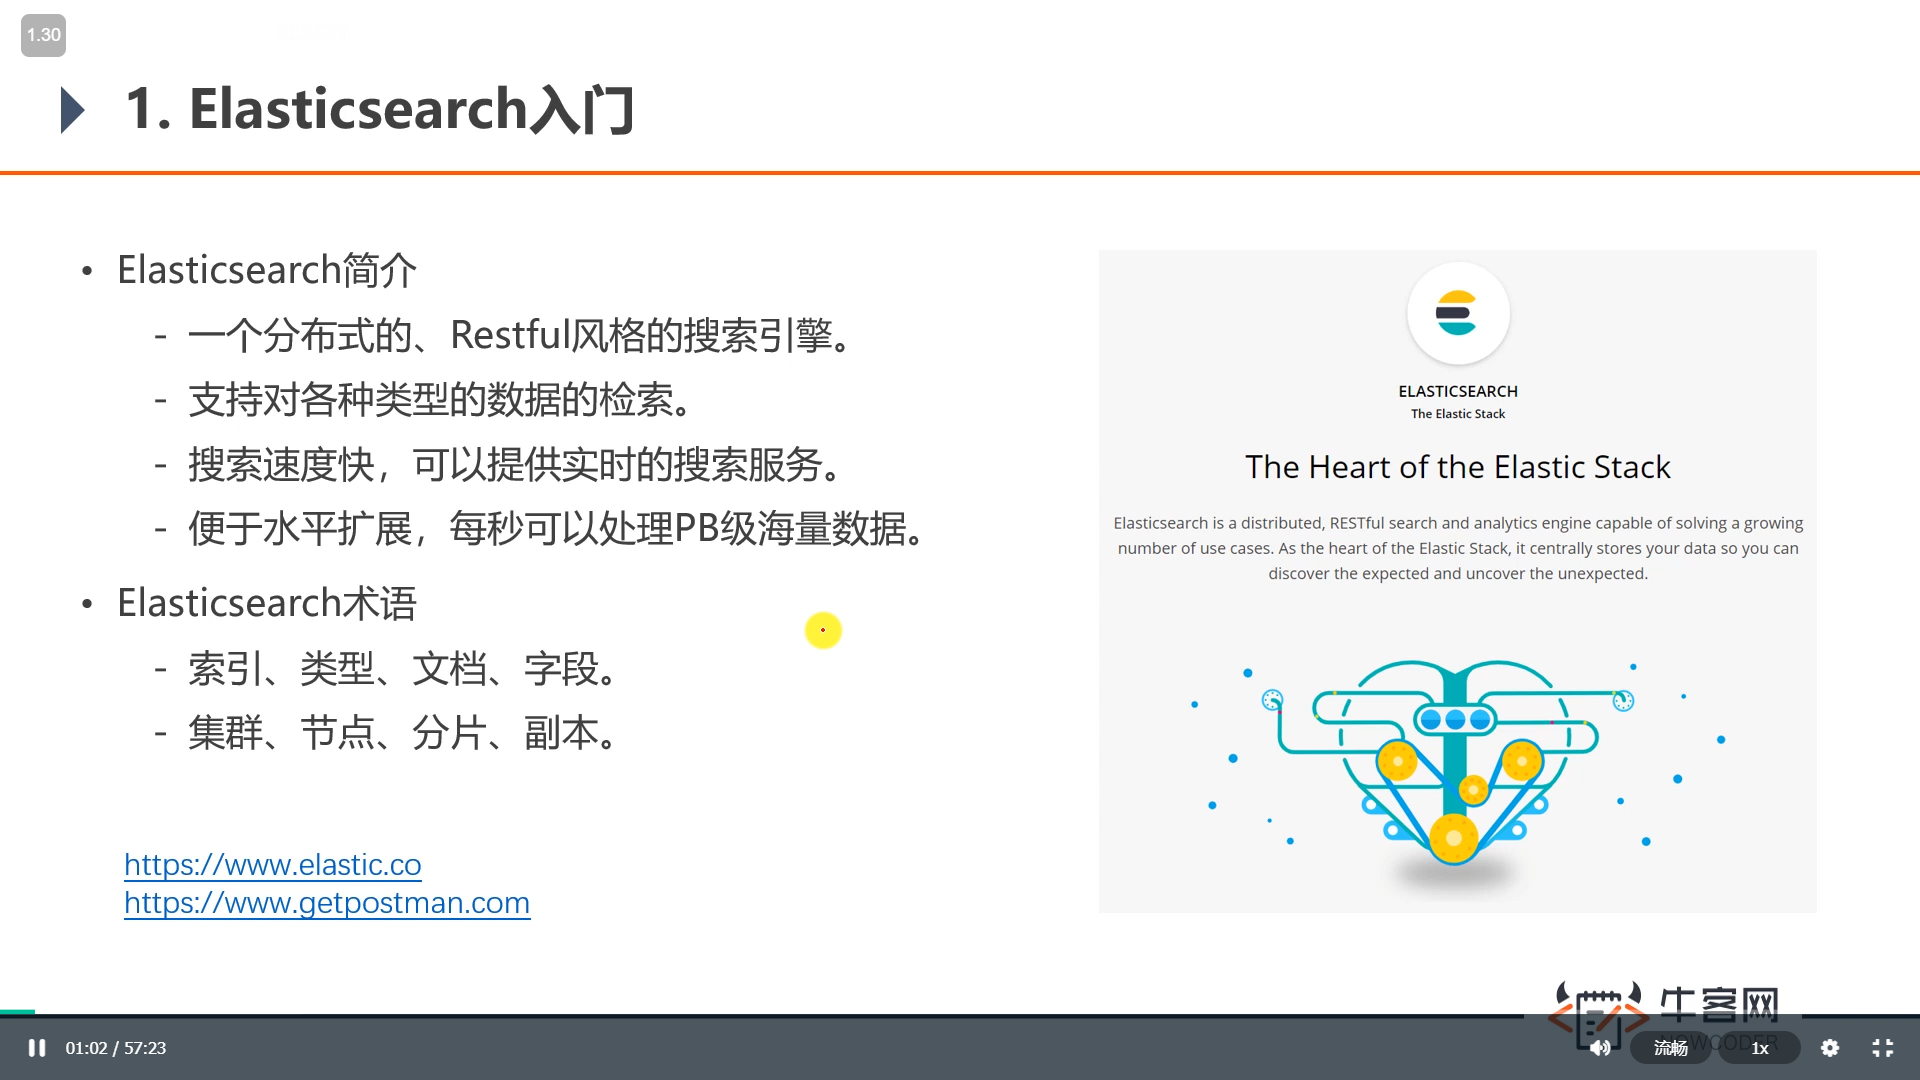 1.30
1. Elasticsearch入门
• Elasticsearch简介
- 一个分布式的、Restful风格的搜索引擎。
- 支持对各种类型的数据的检索。
- 搜索速度快，可以提供实时的搜索服务。
- 便于水平扩展，每秒可以处理PB级海量数据。
• Elasticsearch术语
- 索引、类型、文档、字段。
- 集群、节点、分片、副本。
https://www.elastic.co
https://www.getpostman.com
ELASTICSEARCH
The Elastic Stack
The Heart of the Elastic Stack
Elasticsearch is a distributed, RESTful search and analytics engine capable of solving a growing
number of use cases. As the heart of the Elastic Stack, it centrally stores your data so you can
discover the expected and uncover the unexpected.
牛客网
NOWCODER
01:02 / 57:23
流畅
1x